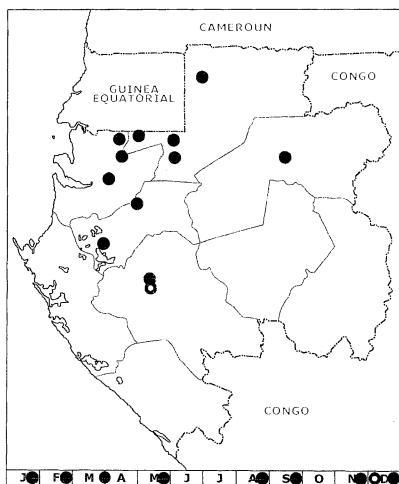 CAMEROUN
GUINEA
EQUATORIAL
CONGO
CONGO
J F M A M J J A S O N D